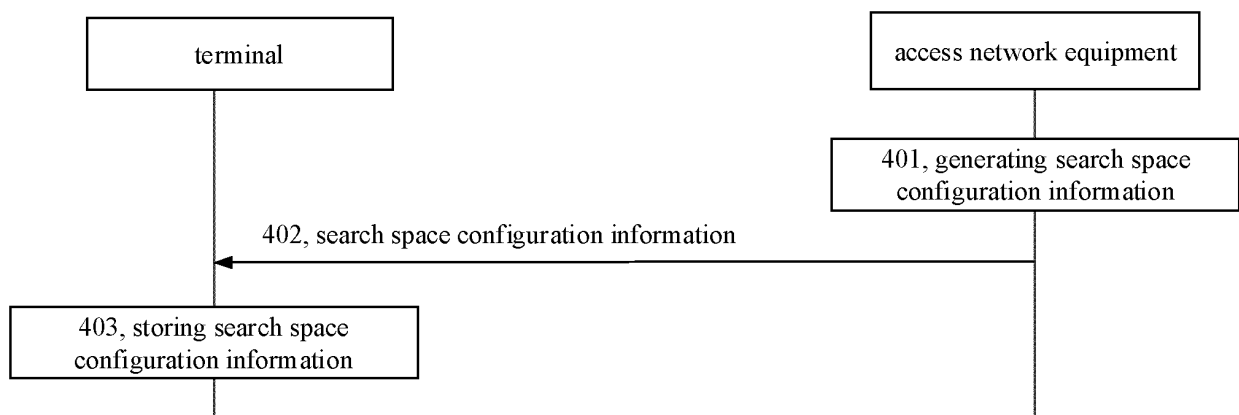 terminal
access network equipment
401, generating search space
configuration information
402, search space configuration information
403, storing search space
configuration information